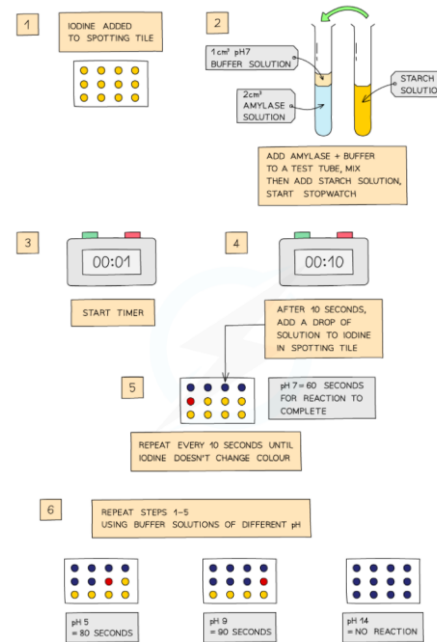 1
IODINE ADDED
TO SPOTTING TILE
2
1cm³ pH7
BUFFER SOLUTION
2cm³
AMYLASE
SOLUTION
STARCH
SOLUTION
ADD AMYLASE + BUFFER
TO A TEST TUBE, MIX
THEN ADD STARCH SOLUTION,
START STOPWATCH
3
00:01
START TIMER
4
00:10
AFTER 10 SECONDS,
ADD A DROP OF
SOLUTION TO IODINE
IN SPOTTING TILE
5
pH 7 = 60 SECONDS
FOR REACTION TO
COMPLETE
REPEAT EVERY 10 SECONDS UNTIL
IODINE DOESN'T CHANGE COLOUR
6
REPEAT STEPS 1-5
USING BUFFER SOLUTIONS OF DIFFERENT pH
pH 5
= 80 SECONDS
pH 9
= 90 SECONDS
pH 14
= NO REACTION